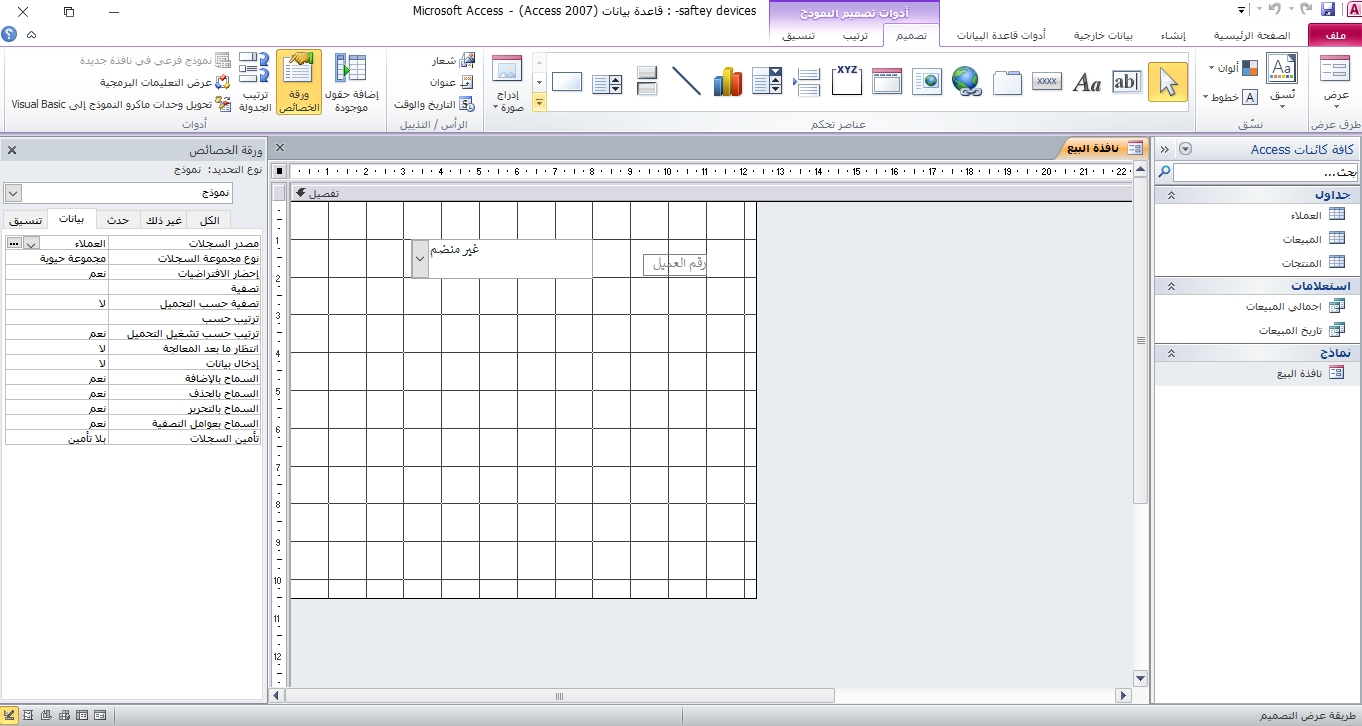 saftey devices- : قاعدة بيانات (Access 2007) - Microsoft Access
أدوات تصميم النموذج
ملف
الصفحة الرئيسية
إنشاء
بيانات خارجية
أدوات قاعدة البيانات
تصميم
ترتيب
تنسيق
عرض
طرق عرض
نُسق
ألوان
خطوط
نسّق
Aa
A
ab
Aa
xxxx
XYZ
عناصر تحكم
إدراج صورة
شعار
عنوان
التاريخ والوقت
الرأس / التذييل
إضافة حقول موجودة
ورقة الخصائص
ترتيب الجدولة
نموذج فرعي في نافذة جديدة
عرض التعليمات البرمجية
تحويل وحدات ماكرو النموذج إلى Visual Basic
أدوات
كافة كائنات Access
بحث...
جداول
العملاء
المبيعات
المنتجات
استعلامات
اجمالي المبيعات
تاريخ المبيعات
نماذج
نافذة البيع
نافذة البيع
1 2 3 4 5 6 7 8 9 10 11 12 13 14 15 16 17 18 19 20 21 22
تفصيل
رقم العميل
غير منضم
1
2
3
4
5
6
7
8
9
10
11
12
ورقة الخصائص
نوع التحديد: نموذج
نموذج
الكل
غير ذلك
حدث
بيانات
تنسيق
مصدر السجلات العملاء
نوع مجموعة السجلات مجموعة حيوية
إحضار الافتراضيات نعم
تصفية
تصفية حسب التحميل لا
ترتيب حسب
ترتيب حسب تشغيل التحميل نعم
انتظار ما بعد المعالجة لا
إدخال بيانات لا
السماح بالإضافة نعم
السماح بالحذف نعم
السماح بالتحرير نعم
السماح بعوامل التصفية نعم
تأمين السجلات بلا تأمين
طريقة عرض التصميم